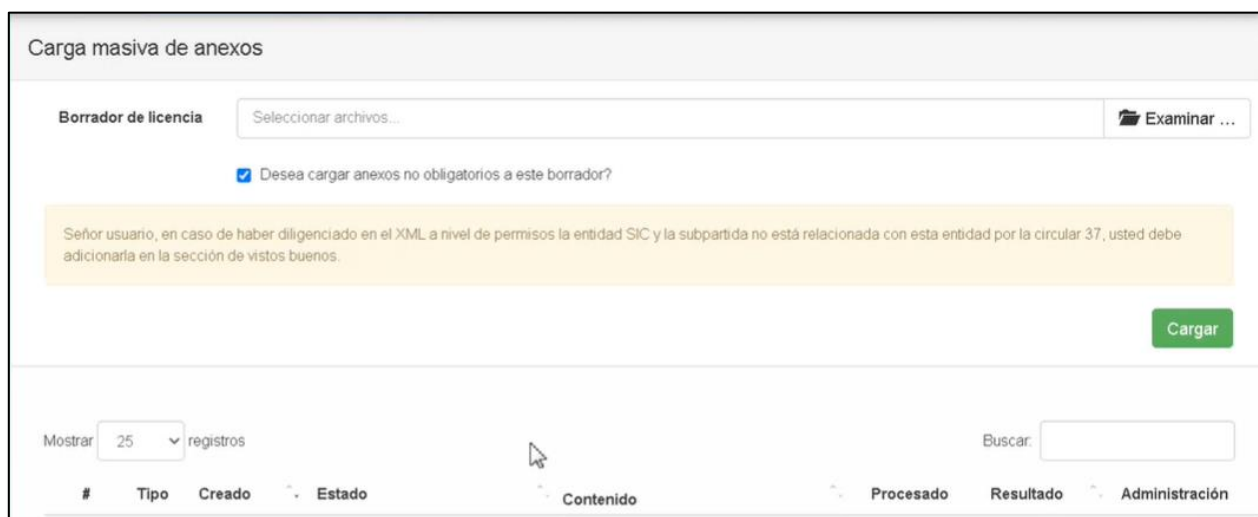 Carga masiva de anexos
Borrador de licencia Seleccionar archivos... Examinar ...
Desea cargar anexos no obligatorios a este borrador?
Señor usuario, en caso de haber diligenciado en el XML a nivel de permisos la entidad SIC y la subpartida no está relacionada con esta entidad por la circular 37, usted debe
adicionarla en la sección de vistos buenos.
Cargar
Mostrar 25 registros Buscar:
# Tipo Creado Estado Contenido Procesado Resultado Administración